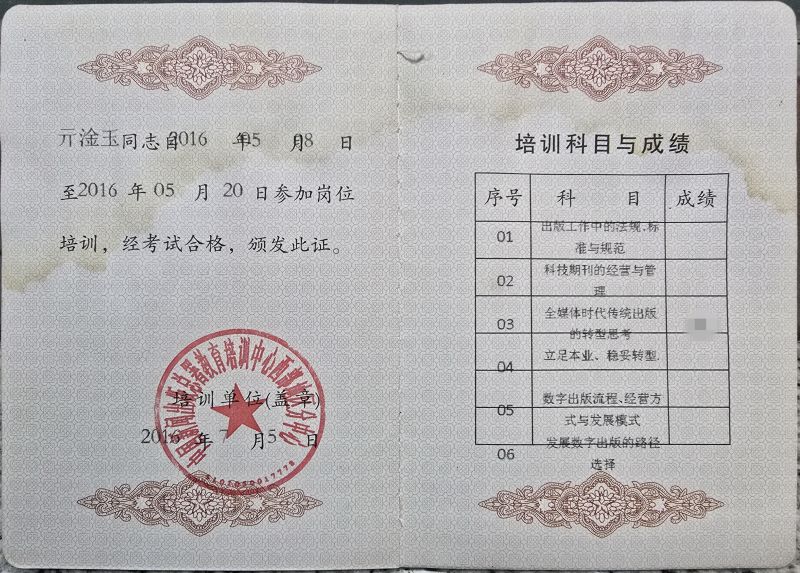 亓淦玉同志自2016 年05 月08 日
至2016 年 05 月 20 日参加岗位
培训，经考试合格，颁发此证。
培训单位(盖章)
2016 年 7 月 5 日
培训科目与成绩
序号 科 目 成绩
01 出版工作中的法规、标
准与规范
02 科技期刊的经营与管
理
03 全媒体时代传统出版
的转型思考
04 立足本业、稳妥转型.
05 数字出版流程、经营方
式与发展模式
06 发展数字出版的路径
选择